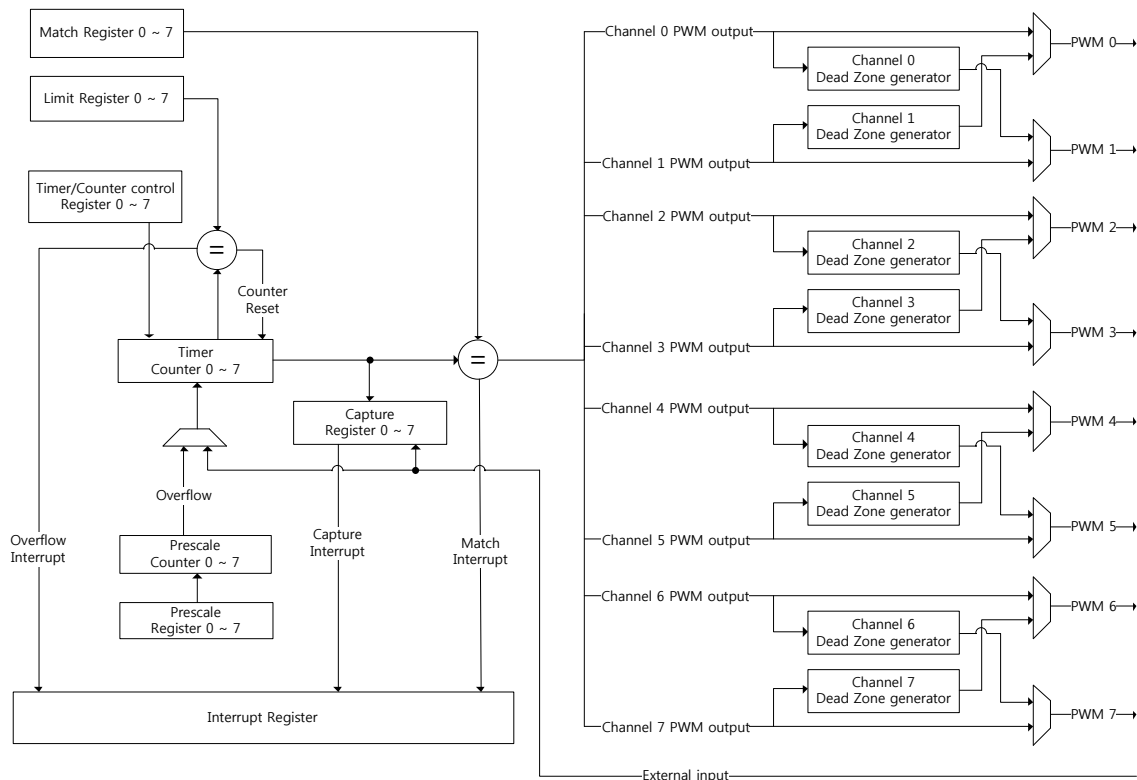 Match Register 0 ~ 7
Limit Register 0 ~ 7
Timer/Counter control
Register 0 ~ 7
=
Counter
Reset
Timer
Counter 0 ~ 7
=
Capture
Register 0 ~ 7
Overflow
Overflow
Interrupt
Prescale
Counter 0 ~ 7
Prescale
Register 0 ~ 7
Capture
Interrupt
Match
Interrupt
Interrupt Register
Channel 0 PWM output
Channel 0
Dead Zone generator
PWM 0
Channel 1
Dead Zone generator
Channel 1 PWM output
PWM 1
Channel 2 PWM output
Channel 2
Dead Zone generator
PWM 2
Channel 3
Dead Zone generator
Channel 3 PWM output
PWM 3
Channel 4 PWM output
Channel 4
Dead Zone generator
PWM 4
Channel 5
Dead Zone generator
Channel 5 PWM output
PWM 5
Channel 6 PWM output
Channel 6
Dead Zone generator
PWM 6
Channel 7
Dead Zone generator
Channel 7 PWM output
PWM 7
External input